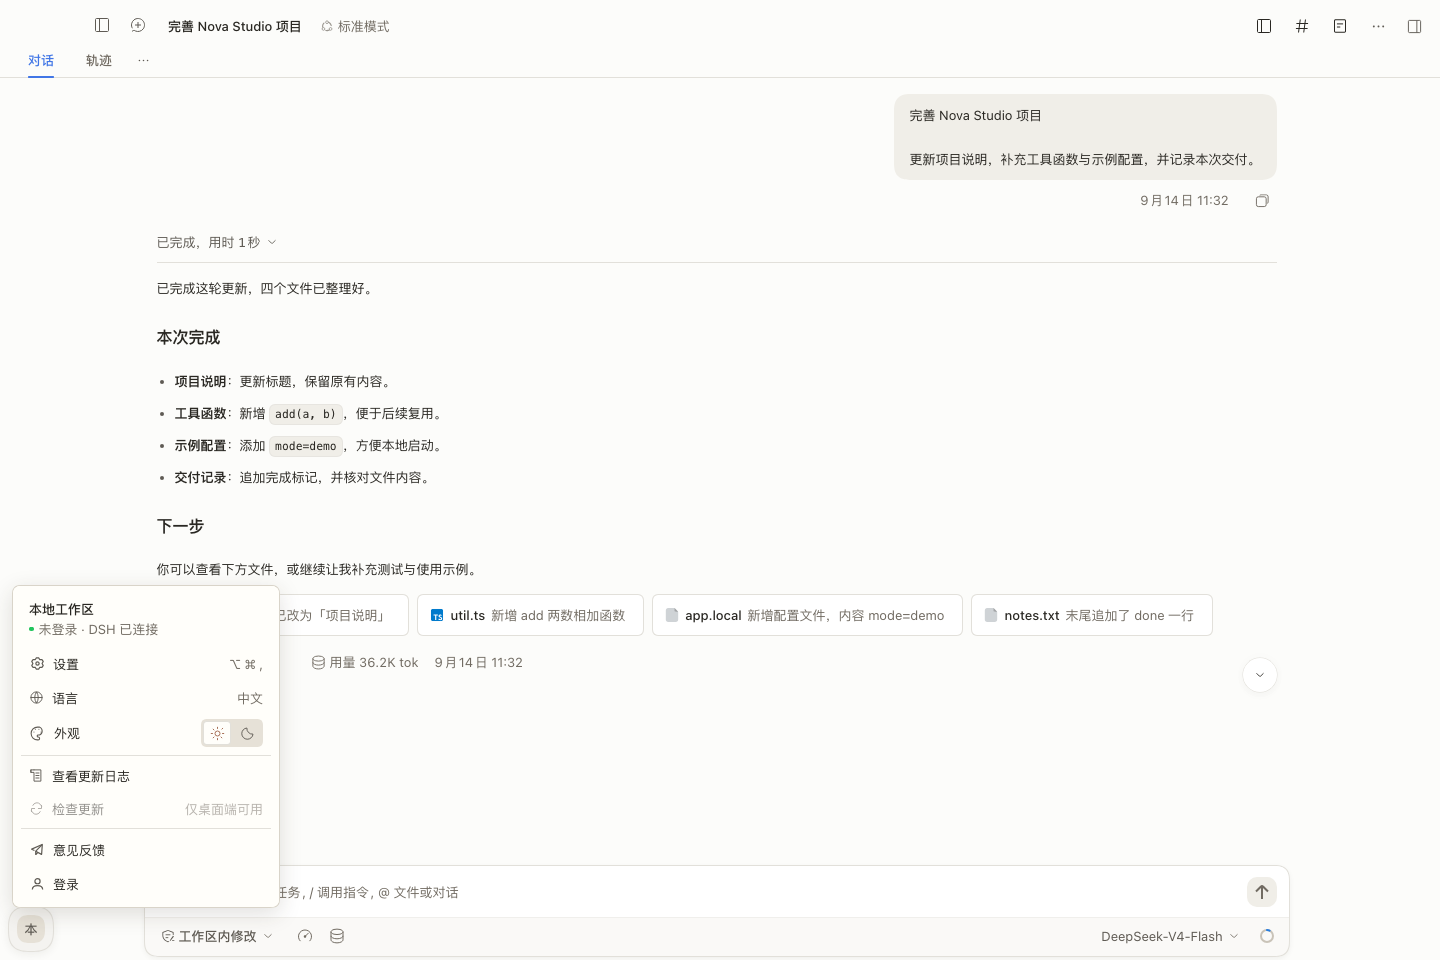 完善 Nova Studio 项目 标准模式
对话 轨迹 ···
完善 Nova Studio 项目
更新项目说明，补充工具函数与示例配置，并记录本次交付。
9月14日 11:32
已完成，用时 1秒
已完成这轮更新，四个文件已整理好。
本次完成
• 项目说明：更新标题，保留原有内容。
• 工具函数：新增 add(a, b)，便于后续复用。
• 示例配置：添加 mode=demo，方便本地启动。
• 交付记录：追加完成标记，并核对文件内容。
下一步
你可以查看下方文件，或继续让我补充测试与使用示例。
已改为「项目说明」 util.ts 新增 add 两数相加函数 app.local 新增配置文件，内容 mode=demo notes.txt 末尾追加了 done 一行
用量 36.2K tok 9月14日 11:32
本地工作区
未登录 · DSH 已连接
设置 ⌥⌘,
语言 中文
外观
查看更新日志
检查更新 仅桌面端可用
意见反馈
登录
任务, / 调用指令, @ 文件或对话
本 工作区内修改 DeepSeek-V4-Flash